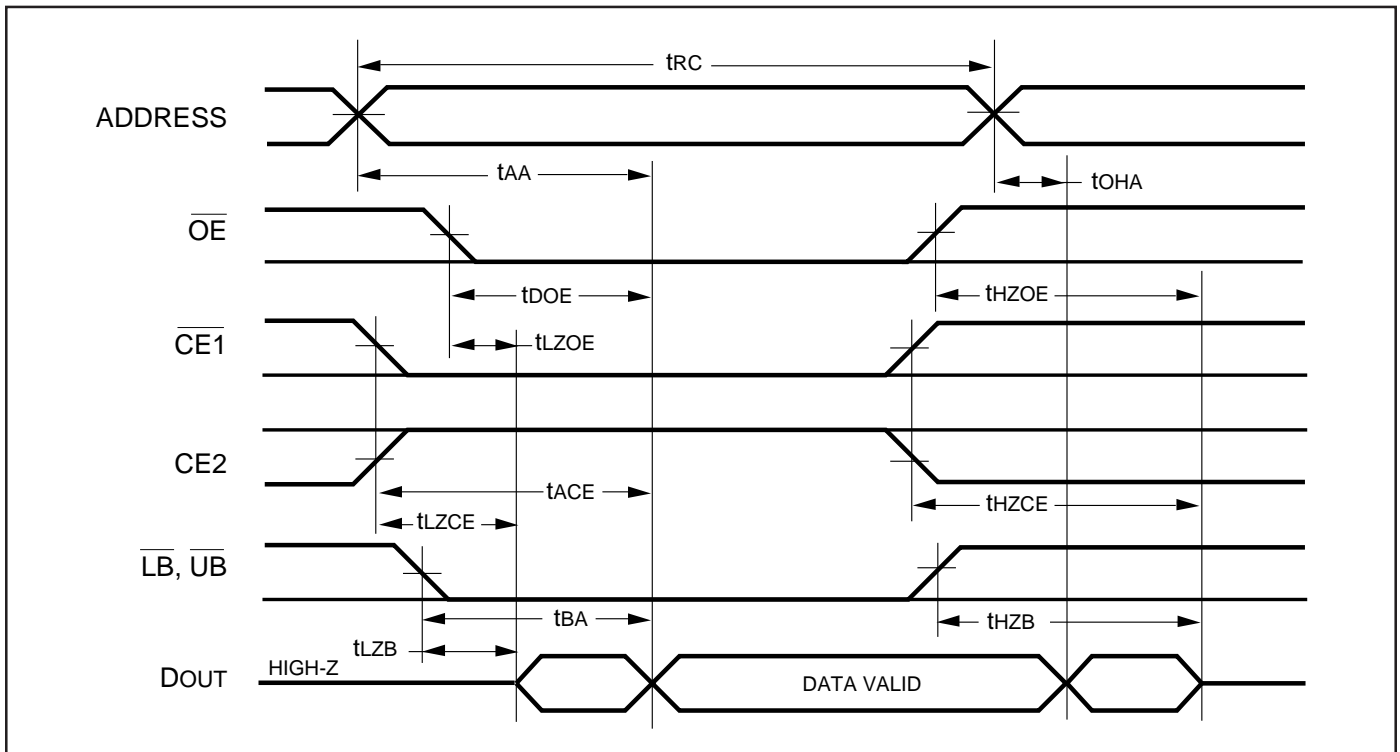 tRC
ADDRESS
tAA
tOHA
OE
tDOE
tHZOE
CE1
tLZOE
CE2
tACE
tHZCE
tLZCE
LB, UB
tBA
tHZB
tLZB
HIGH-Z
DOUT
DATA VALID